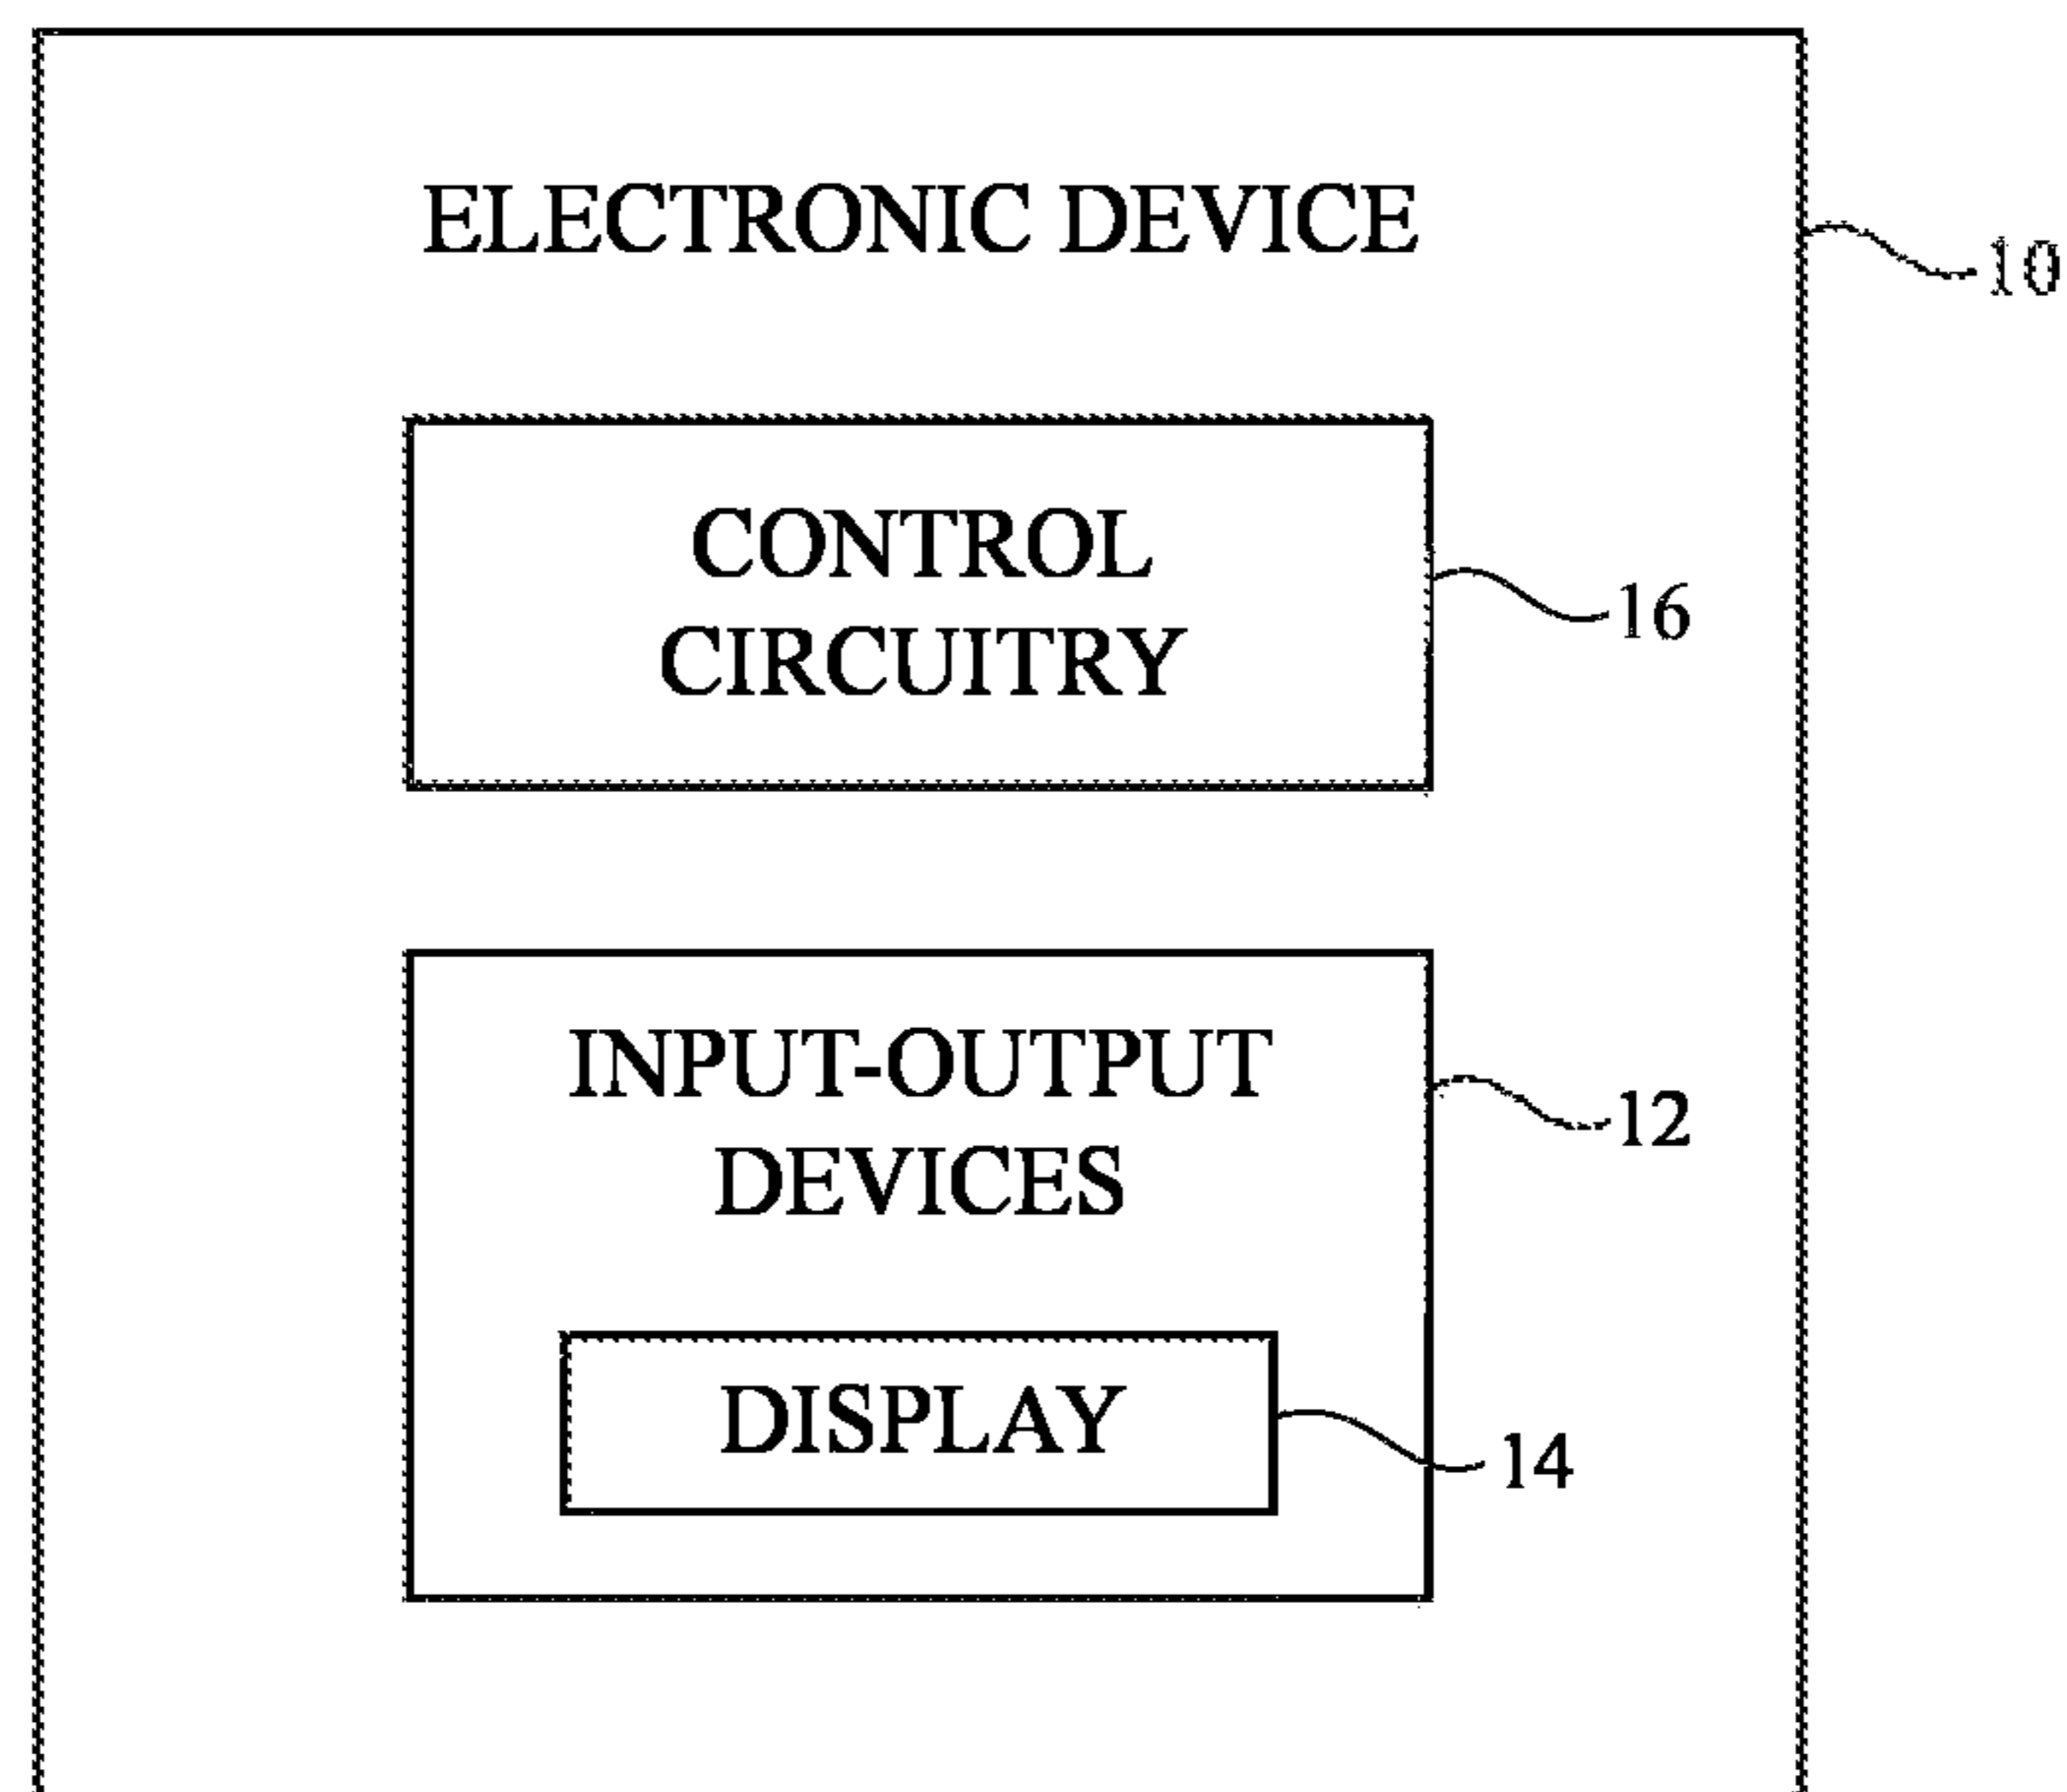 ELECTRONIC DEVICE
10
CONTROL
CIRCUITRY
16
INPUT-OUTPUT
DEVICES
12
DISPLAY
14